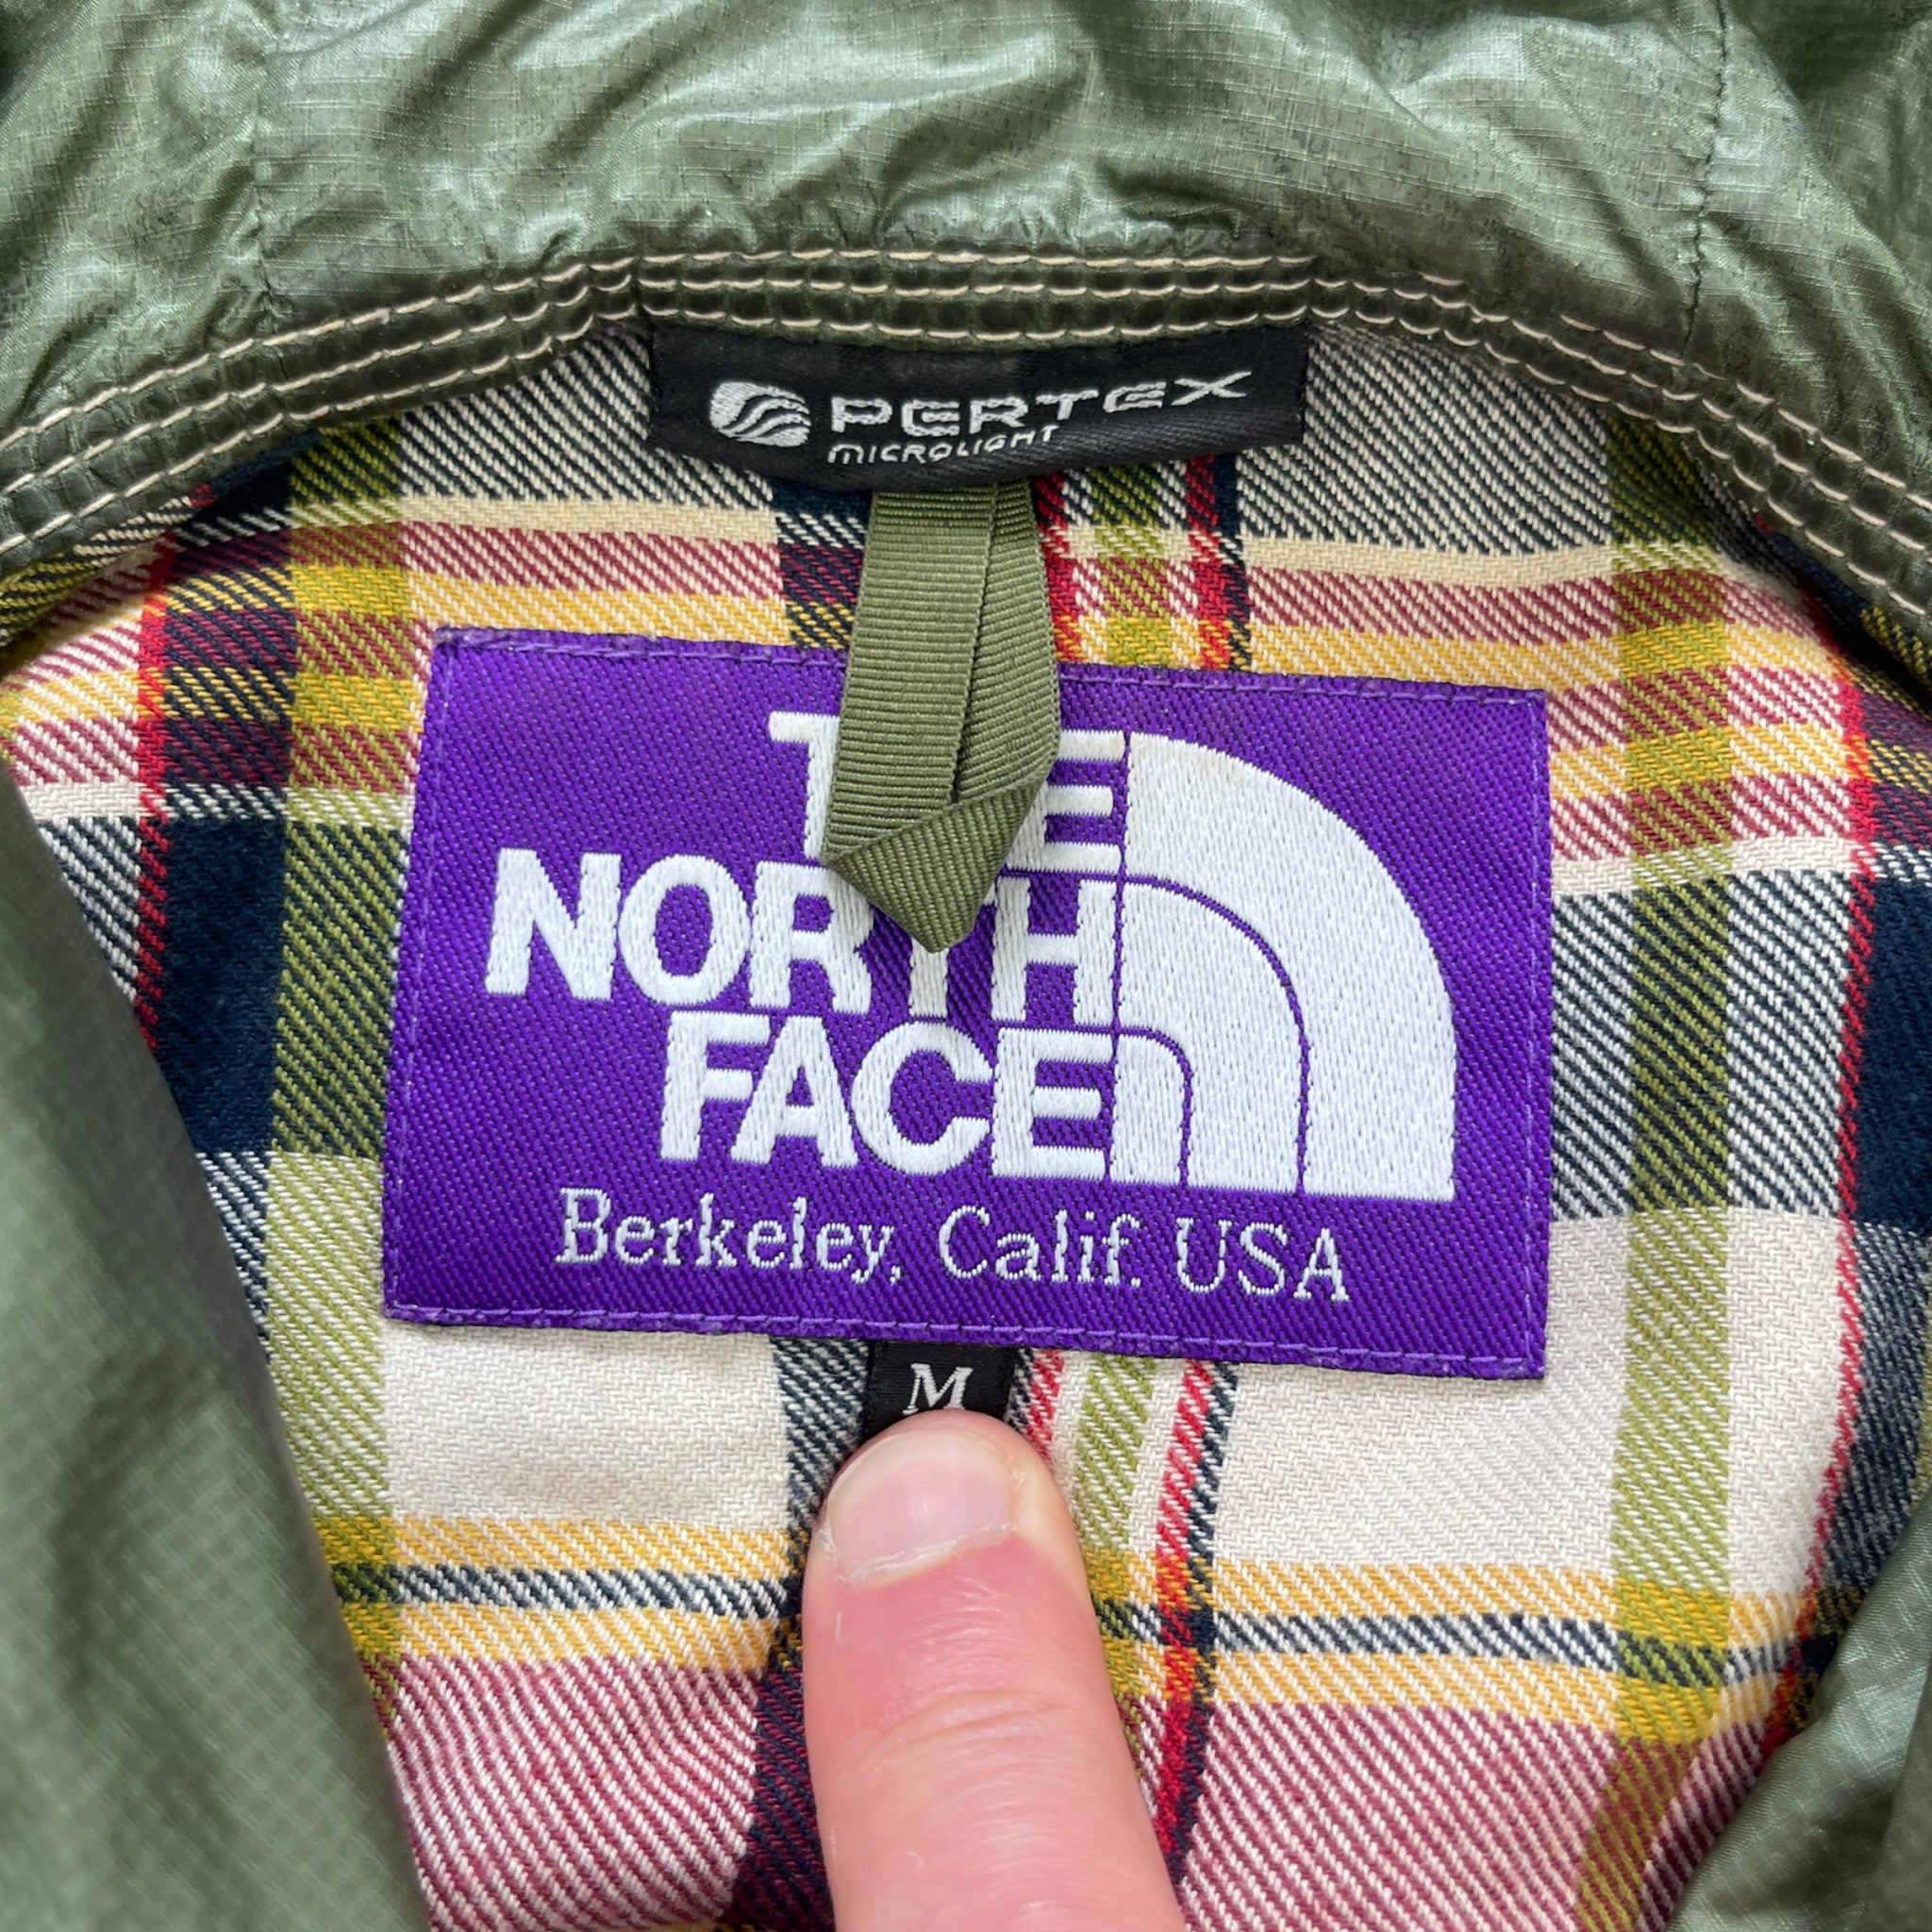 PERTEX
MICROLIGHT
THE
NORTH
FACE
Berkeley, Calif. USA
M